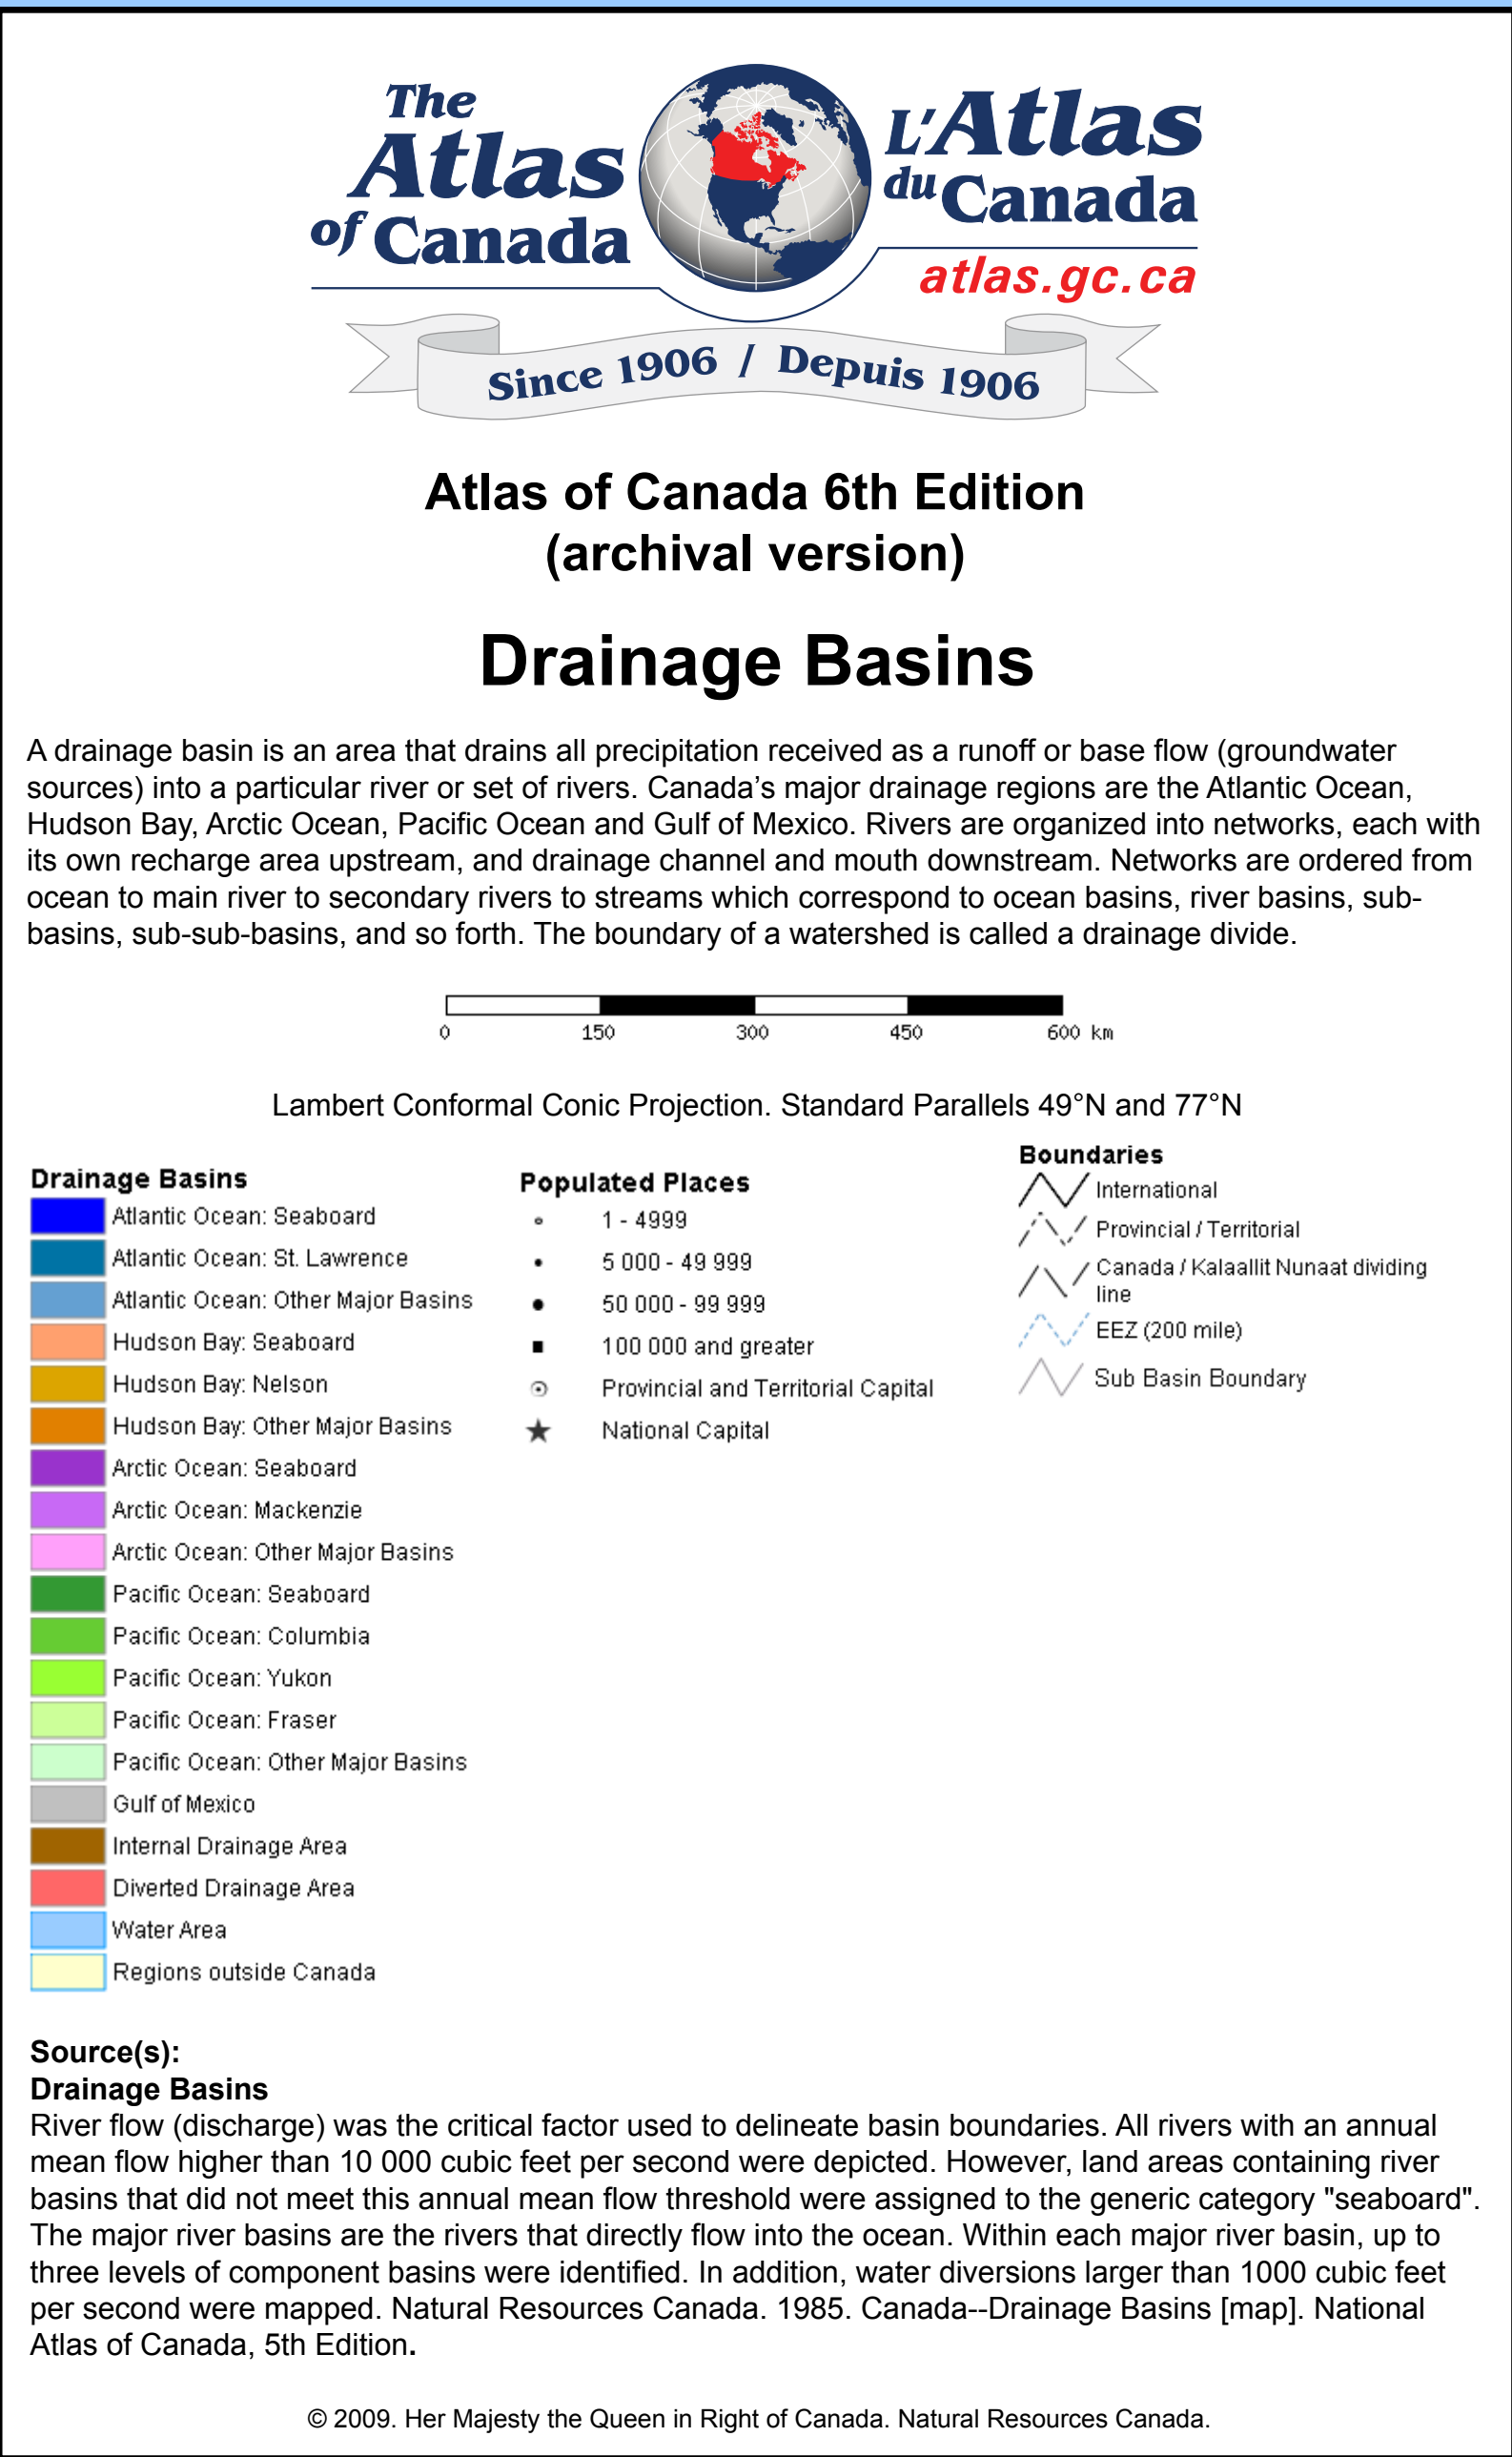 The
Atlas
of Canada
L'Atlas
du Canada
atlas.gc.ca
Since 1906 / Depuis 1906
Atlas of Canada 6th Edition
(archival version)
Drainage Basins
A drainage basin is an area that drains all precipitation received as a runoff or base flow (groundwater
sources) into a particular river or set of rivers. Canada’s major drainage regions are the Atlantic Ocean,
Hudson Bay, Arctic Ocean, Pacific Ocean and Gulf of Mexico. Rivers are organized into networks, each with
its own recharge area upstream, and drainage channel and mouth downstream. Networks are ordered from
ocean to main river to secondary rivers to streams which correspond to ocean basins, river basins, sub-
basins, sub-sub-basins, and so forth. The boundary of a watershed is called a drainage divide.
0 150 300 450 600 km
Lambert Conformal Conic Projection. Standard Parallels 49°N and 77°N
Drainage Basins
Atlantic Ocean: Seaboard
Atlantic Ocean: St. Lawrence
Atlantic Ocean: Other Major Basins
Hudson Bay: Seaboard
Hudson Bay: Nelson
Hudson Bay: Other Major Basins
Arctic Ocean: Seaboard
Arctic Ocean: Mackenzie
Arctic Ocean: Other Major Basins
Pacific Ocean: Seaboard
Pacific Ocean: Columbia
Pacific Ocean: Yukon
Pacific Ocean: Fraser
Pacific Ocean: Other Major Basins
Gulf of Mexico
Internal Drainage Area
Diverted Drainage Area
Water Area
Regions outside Canada
Populated Places
1 - 4999
5 000 - 49 999
50 000 - 99 999
100 000 and greater
Provincial and Territorial Capital
National Capital
Boundaries
International
Provincial / Territorial
Canada / Kalaallit Nunaat dividing
line
EEZ (200 mile)
Sub Basin Boundary
Source(s):
Drainage Basins
River flow (discharge) was the critical factor used to delineate basin boundaries. All rivers with an annual
mean flow higher than 10 000 cubic feet per second were depicted. However, land areas containing river
basins that did not meet this annual mean flow threshold were assigned to the generic category "seaboard".
The major river basins are the rivers that directly flow into the ocean. Within each major river basin, up to
three levels of component basins were identified. In addition, water diversions larger than 1000 cubic feet
per second were mapped. Natural Resources Canada. 1985. Canada--Drainage Basins [map]. National
Atlas of Canada, 5th Edition.
© 2009. Her Majesty the Queen in Right of Canada. Natural Resources Canada.